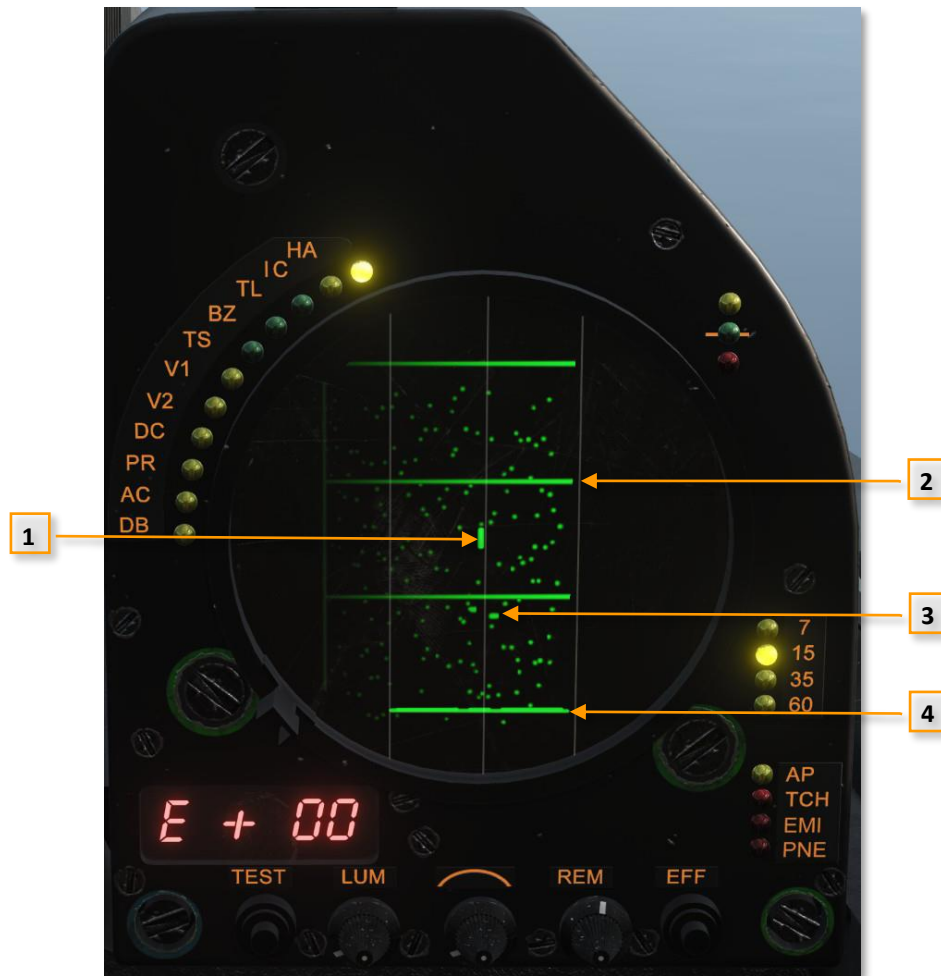 HA
IC
TL
BZ
TS
V1
V2
DC
PR
AC
DB
1
2
3
4
7
15
35
60
AP
TCH
EMI
PNE
E + 00
TEST LUM REM EFF